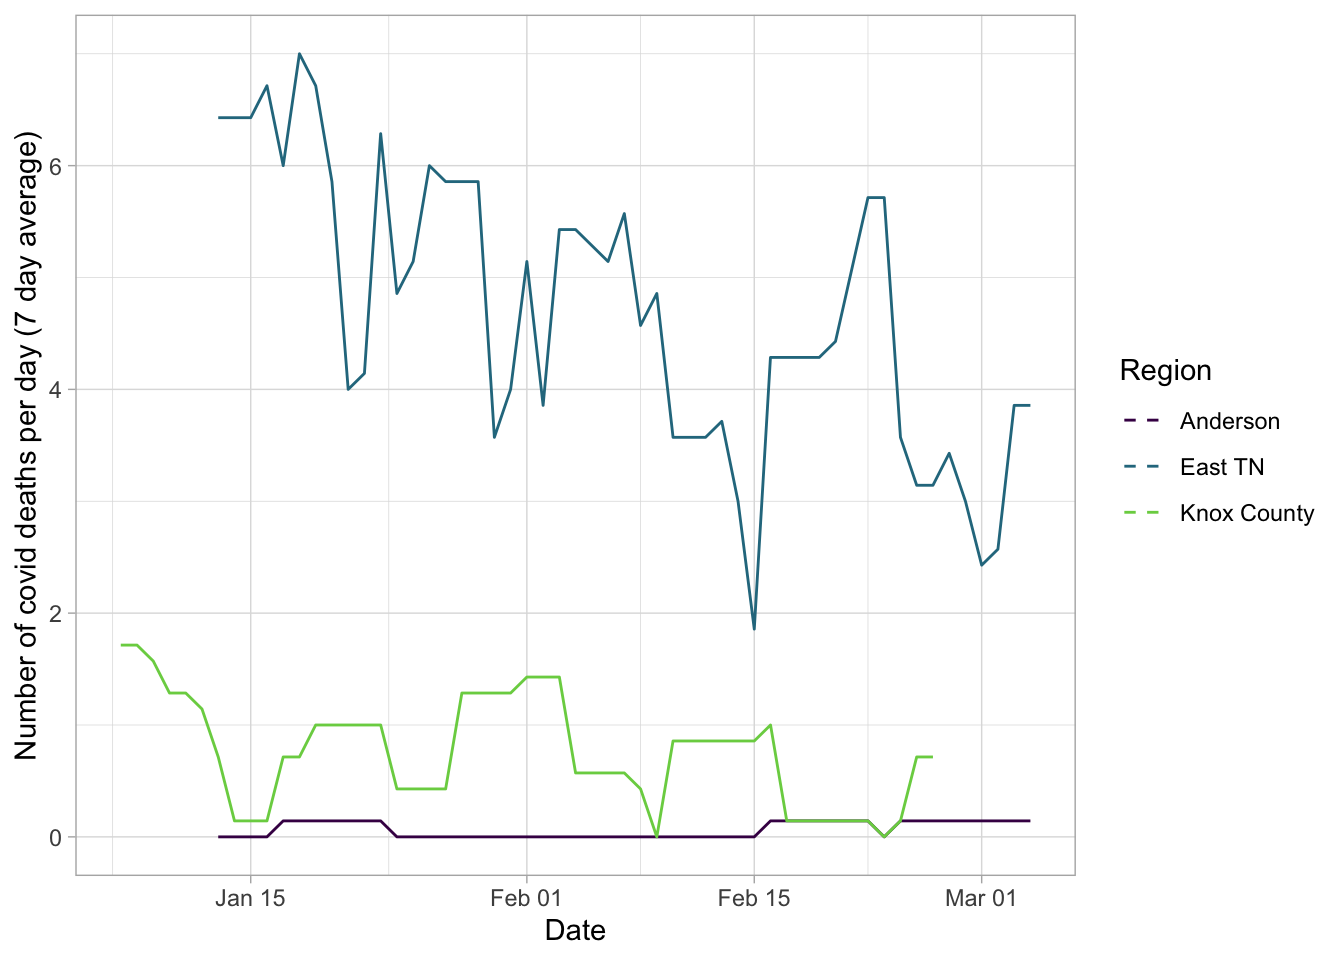 Number of covid deaths per day (7 day average)
6
4
2
0
Jan 15
Feb 01
Feb 15
Mar 01
Date
Region
Anderson
East TN
Knox County